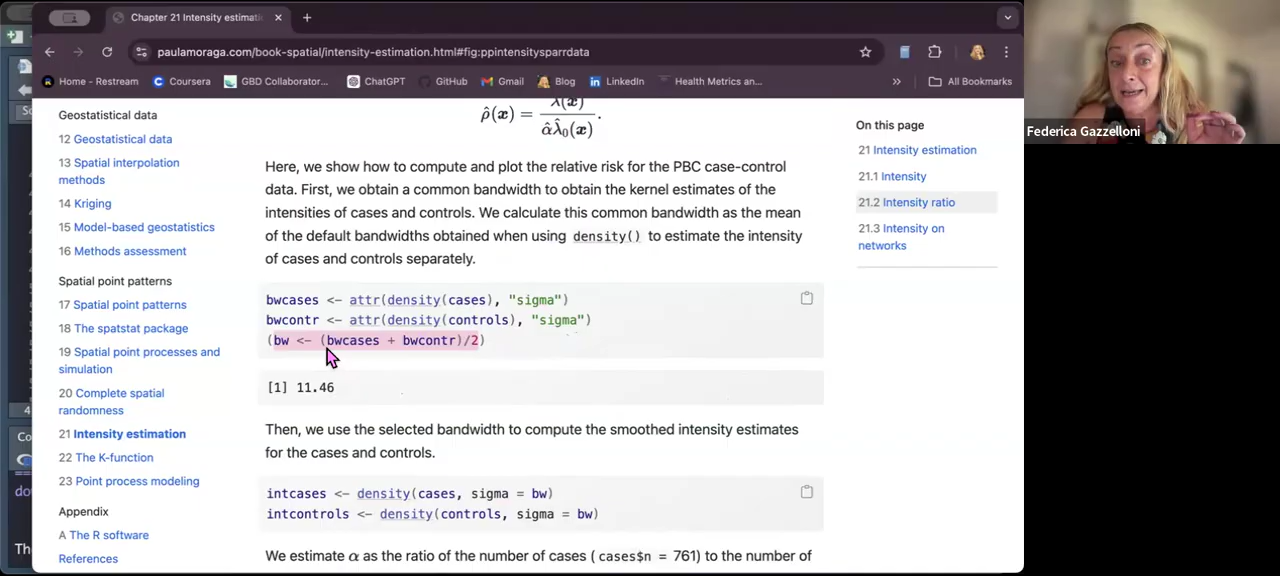 Chapter 21 Intensity estimati
paulamoraga.com/book-spatial/intensity-estimation.html#fig:ppintensitysparrdata
Home - Restream
Coursera
GBD Collaborator...
ChatGPT
GitHub
Gmail
Blog
LinkedIn
Health Metrics an...
»
All Bookmarks
Geostatistical data
12 Geostatistical data
13 Spatial interpolation
methods
14 Kriging
15 Model-based geostatistics
16 Methods assessment
Spatial point patterns
17 Spatial point patterns
18 The spatstat package
19 Spatial point processes and
simulation
20 Complete spatial
randomness
21 Intensity estimation
22 The K-function
23 Point process modeling
Appendix
A The R software
References
ρ̂(x) = λ̂(x) / α̂λ̂₀(x).
Here, we show how to compute and plot the relative risk for the PBC case-control
data. First, we obtain a common bandwidth to obtain the kernel estimates of the
intensities of cases and controls. We calculate this common bandwidth as the mean
of the default bandwidths obtained when using density() to estimate the intensity
of cases and controls separately.
bwcases <- attr(density(cases), "sigma")
bwcontr <- attr(density(controls), "sigma")
(bw <- (bwcases + bwcontr)/2)
[1] 11.46
Then, we use the selected bandwidth to compute the smoothed intensity estimates
for the cases and controls.
intcases <- density(cases, sigma = bw)
intcontrols <- density(controls, sigma = bw)
We estimate α as the ratio of the number of cases ( cases$n = 761) to the number of
On this page
21 Intensity estimation
21.1 Intensity
21.2 Intensity ratio
21.3 Intensity on
networks
Federica Gazzelloni
So
4
Co
do
Th